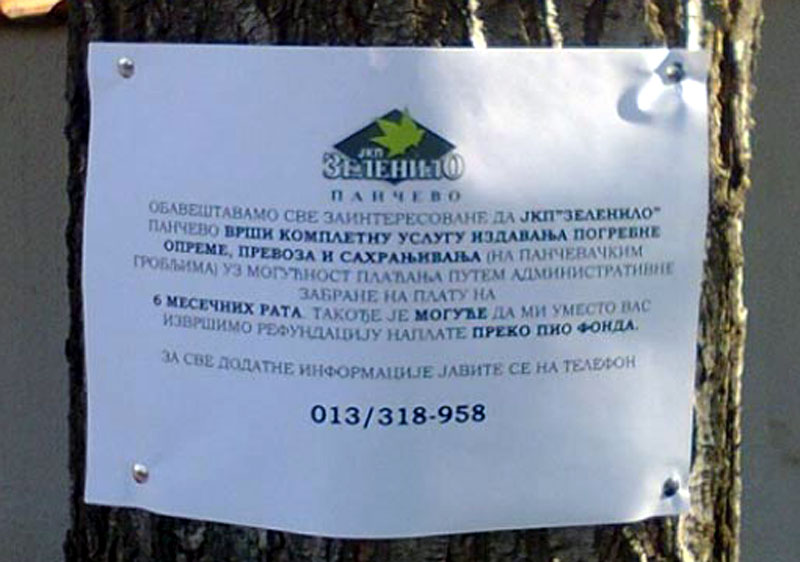 ЈКП
ЗЕЛЕНИЛО
ПАНЧЕВО
ОБАВЕШТАВАМО СВЕ ЗАИНТЕРЕСОВАНЕ ДА ЈКП"ЗЕЛЕНИЛО"
ПАНЧЕВО ВРШИ КОМПЛЕТНУ УСЛУГУ ИЗДАВАЊА ПОГРЕБНЕ
ОПРЕМЕ, ПРЕВОЗА И САХРАЊИВАЊА (НА ПАНЧЕВАЧКИМ
ГРОБЉИМА) УЗ МОГУЋНОСТ ПЛАЋАЊА ПУТЕМ АДМИНИСТРАТИВНЕ
ЗАБРАНЕ НА ПЛАТУ НА
6 МЕСЕЧНИХ РАТА. ТАКОЂЕ ЈЕ МОГУЋЕ ДА МИ УМЕСТО ВАС
ИЗВРШИМО РЕФУНДАЦИЈУ НАПЛАТЕ ПРЕКО ПИО ФОНДА.
ЗА СВЕ ДОДАТНЕ ИНФОРМАЦИЈЕ ЈАВИТЕ СЕ НА ТЕЛЕФОН
013/318-958